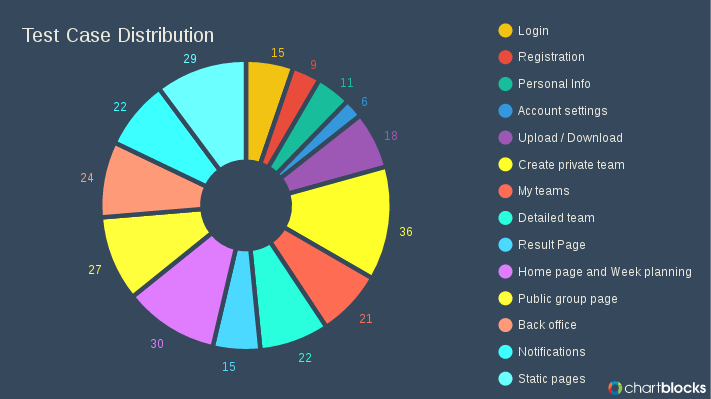 Test Case Distribution
15
9
11
6
18
36
21
22
15
30
27
24
22
29
Login
Registration
Personal Info
Account settings
Upload / Download
Create private team
My teams
Detailed team
Result Page
Home page and Week planning
Public group page
Back office
Notifications
Static pages
chartblocks